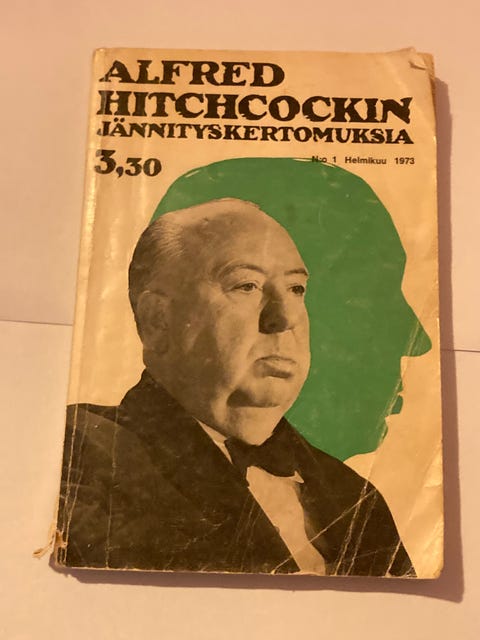 ALFRED
HITCHCOCKIN
JÄNNITYSKERTOMUKSIA
3,30
N:o 1 Helmikuu 1973